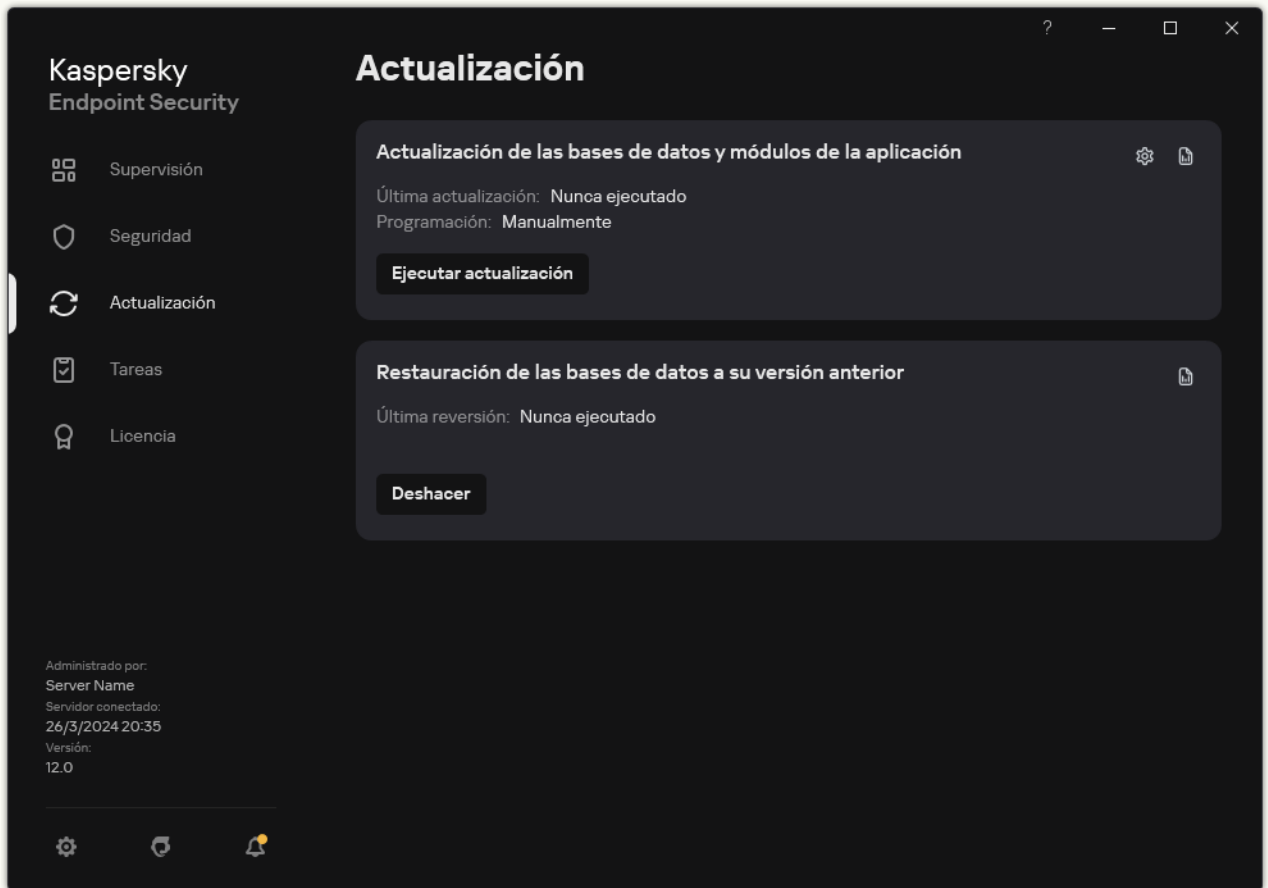 ?
Kaspersky
Endpoint Security
Supervisión
Seguridad
Actualización
Tareas
Licencia
Administrado por:
Server Name
Servidor conectado:
26/3/2024 20:35
Versión:
12.0
Actualización
Actualización de las bases de datos y módulos de la aplicación
Última actualización: Nunca ejecutado
Programación: Manualmente
Ejecutar actualización
Restauración de las bases de datos a su versión anterior
Última reversión: Nunca ejecutado
Deshacer